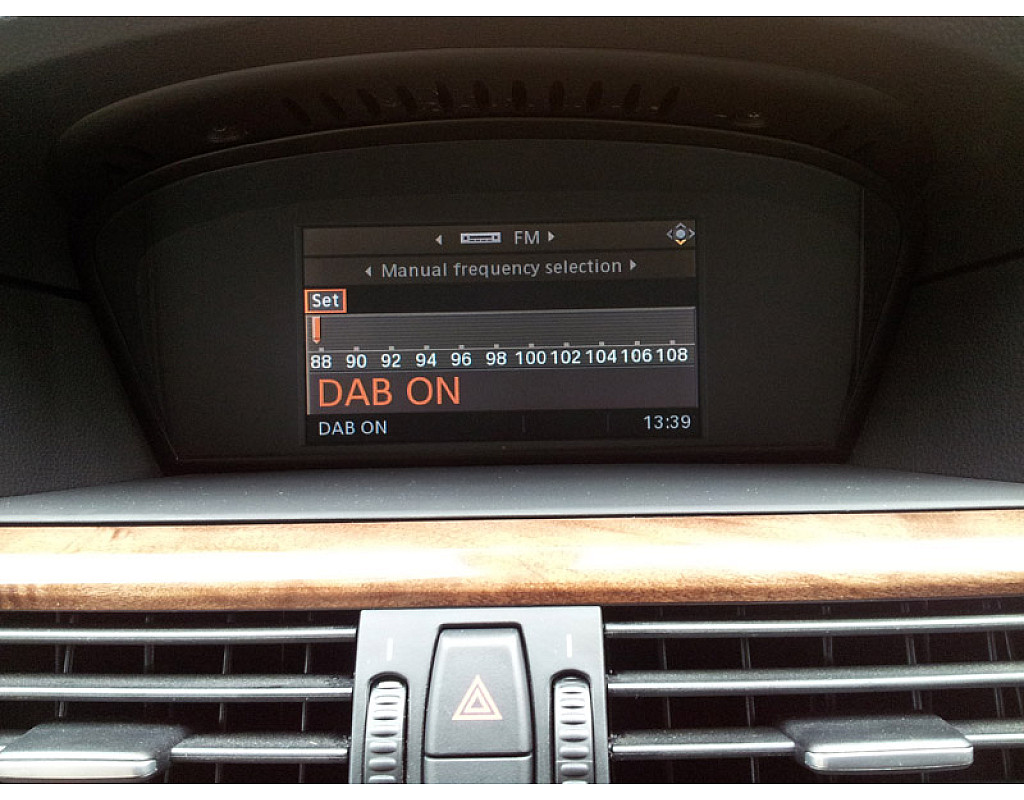 FM
Manual frequency selection
Set
88 90 92 94 96 98 100 102 104 106 108
DAB ON
DAB ON 13:39